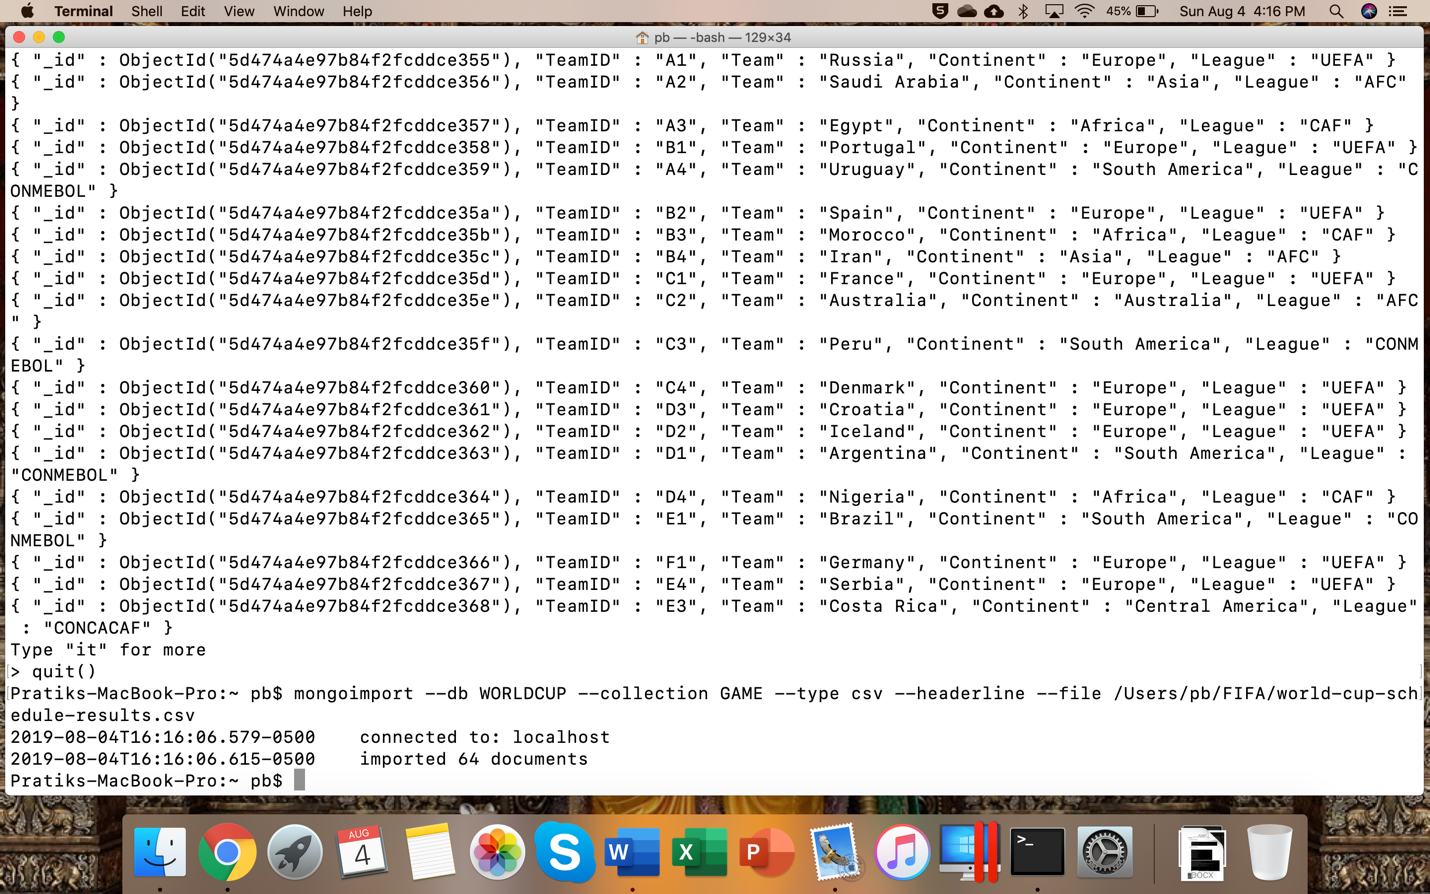 Terminal Shell Edit View Window Help 45% Sun Aug 4 4:16 PM
pb — -bash — 129×34
{ "_id" : ObjectId("5d474a4e97b84f2fcddce355"), "TeamID" : "A1", "Team" : "Russia", "Continent" : "Europe", "League" : "UEFA" }
{ "_id" : ObjectId("5d474a4e97b84f2fcddce356"), "TeamID" : "A2", "Team" : "Saudi Arabia", "Continent" : "Asia", "League" : "AFC"
}
{ "_id" : ObjectId("5d474a4e97b84f2fcddce357"), "TeamID" : "A3", "Team" : "Egypt", "Continent" : "Africa", "League" : "CAF" }
{ "_id" : ObjectId("5d474a4e97b84f2fcddce358"), "TeamID" : "B1", "Team" : "Portugal", "Continent" : "Europe", "League" : "UEFA" }
{ "_id" : ObjectId("5d474a4e97b84f2fcddce359"), "TeamID" : "A4", "Team" : "Uruguay", "Continent" : "South America", "League" : "C
ONMEBOL" }
{ "_id" : ObjectId("5d474a4e97b84f2fcddce35a"), "TeamID" : "B2", "Team" : "Spain", "Continent" : "Europe", "League" : "UEFA" }
{ "_id" : ObjectId("5d474a4e97b84f2fcddce35b"), "TeamID" : "B3", "Team" : "Morocco", "Continent" : "Africa", "League" : "CAF" }
{ "_id" : ObjectId("5d474a4e97b84f2fcddce35c"), "TeamID" : "B4", "Team" : "Iran", "Continent" : "Asia", "League" : "AFC" }
{ "_id" : ObjectId("5d474a4e97b84f2fcddce35d"), "TeamID" : "C1", "Team" : "France", "Continent" : "Europe", "League" : "UEFA" }
{ "_id" : ObjectId("5d474a4e97b84f2fcddce35e"), "TeamID" : "C2", "Team" : "Australia", "Continent" : "Australia", "League" : "AFC
" }
{ "_id" : ObjectId("5d474a4e97b84f2fcddce35f"), "TeamID" : "C3", "Team" : "Peru", "Continent" : "South America", "League" : "CONM
EBOL" }
{ "_id" : ObjectId("5d474a4e97b84f2fcddce360"), "TeamID" : "C4", "Team" : "Denmark", "Continent" : "Europe", "League" : "UEFA" }
{ "_id" : ObjectId("5d474a4e97b84f2fcddce361"), "TeamID" : "D3", "Team" : "Croatia", "Continent" : "Europe", "League" : "UEFA" }
{ "_id" : ObjectId("5d474a4e97b84f2fcddce362"), "TeamID" : "D2", "Team" : "Iceland", "Continent" : "Europe", "League" : "UEFA" }
{ "_id" : ObjectId("5d474a4e97b84f2fcddce363"), "TeamID" : "D1", "Team" : "Argentina", "Continent" : "South America", "League" :
"CONMEBOL" }
{ "_id" : ObjectId("5d474a4e97b84f2fcddce364"), "TeamID" : "D4", "Team" : "Nigeria", "Continent" : "Africa", "League" : "CAF" }
{ "_id" : ObjectId("5d474a4e97b84f2fcddce365"), "TeamID" : "E1", "Team" : "Brazil", "Continent" : "South America", "League" : "CO
NMEBOL" }
{ "_id" : ObjectId("5d474a4e97b84f2fcddce366"), "TeamID" : "F1", "Team" : "Germany", "Continent" : "Europe", "League" : "UEFA" }
{ "_id" : ObjectId("5d474a4e97b84f2fcddce367"), "TeamID" : "E4", "Team" : "Serbia", "Continent" : "Europe", "League" : "UEFA" }
{ "_id" : ObjectId("5d474a4e97b84f2fcddce368"), "TeamID" : "E3", "Team" : "Costa Rica", "Continent" : "Central America", "League"
 : "CONCACAF" }
Type "it" for more
> quit()
Pratiks-MacBook-Pro:~ pb$ mongoimport --db WORLDCUP --collection GAME --type csv --headerline --file /Users/pb/FIFA/world-cup-sch
edule-results.csv
2019-08-04T16:16:06.579-0500    connected to: localhost
2019-08-04T16:16:06.615-0500    imported 64 documents
Pratiks-MacBook-Pro:~ pb$
AUG
4
S
W
X
P
>_
DOCX